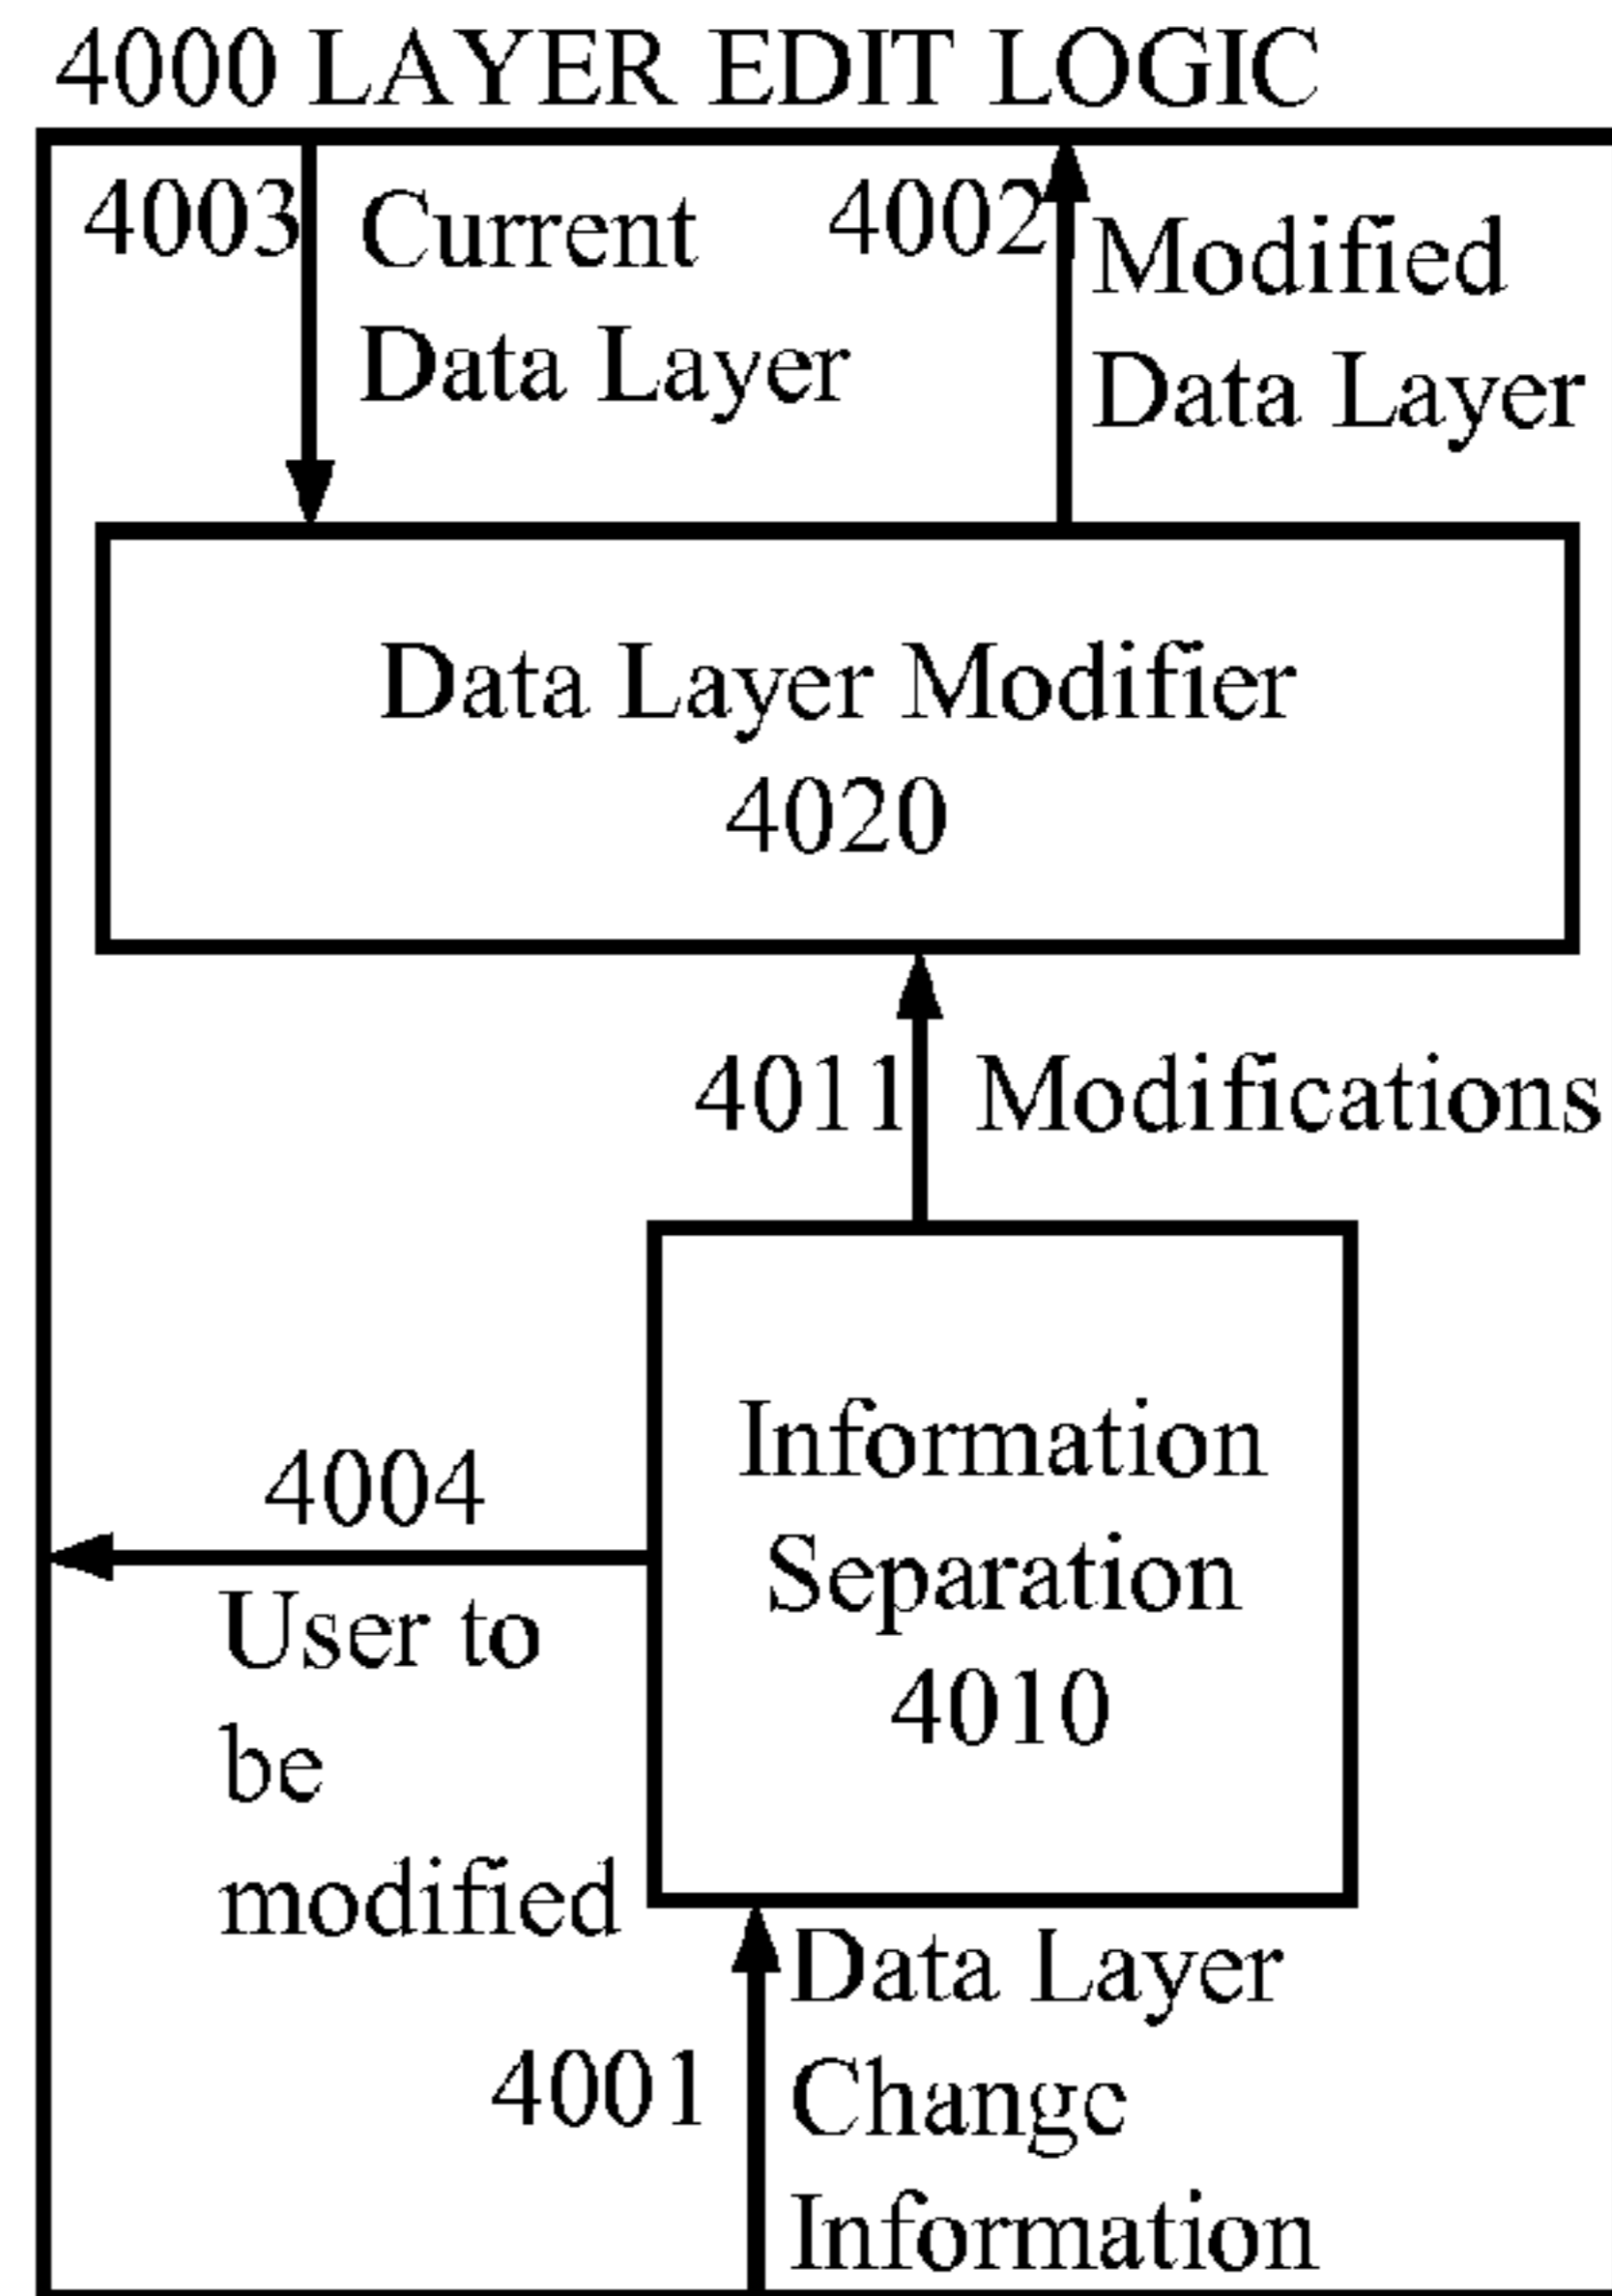 4000 LAYER EDIT LOGIC
4003
Current
Data Layer
4002
Modified
Data Layer
Data Layer Modifier
4020
4011
Modifications
Information
Separation
4010
4004
User to
be
modified
4001
Data Layer
Change
Information